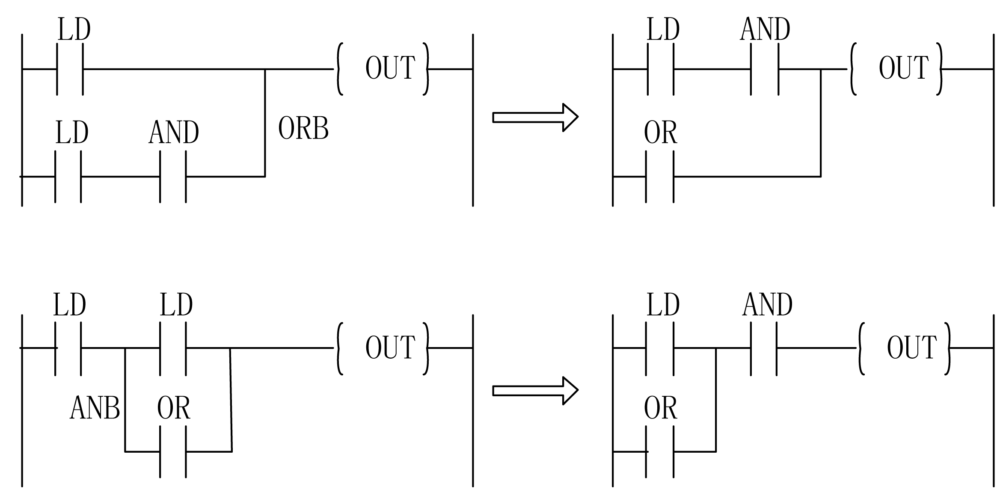 LD
OUT
LD AND
ORB
LD AND
OUT
OR
LD LD
OUT
ANB
OR
LD AND
OUT
OR